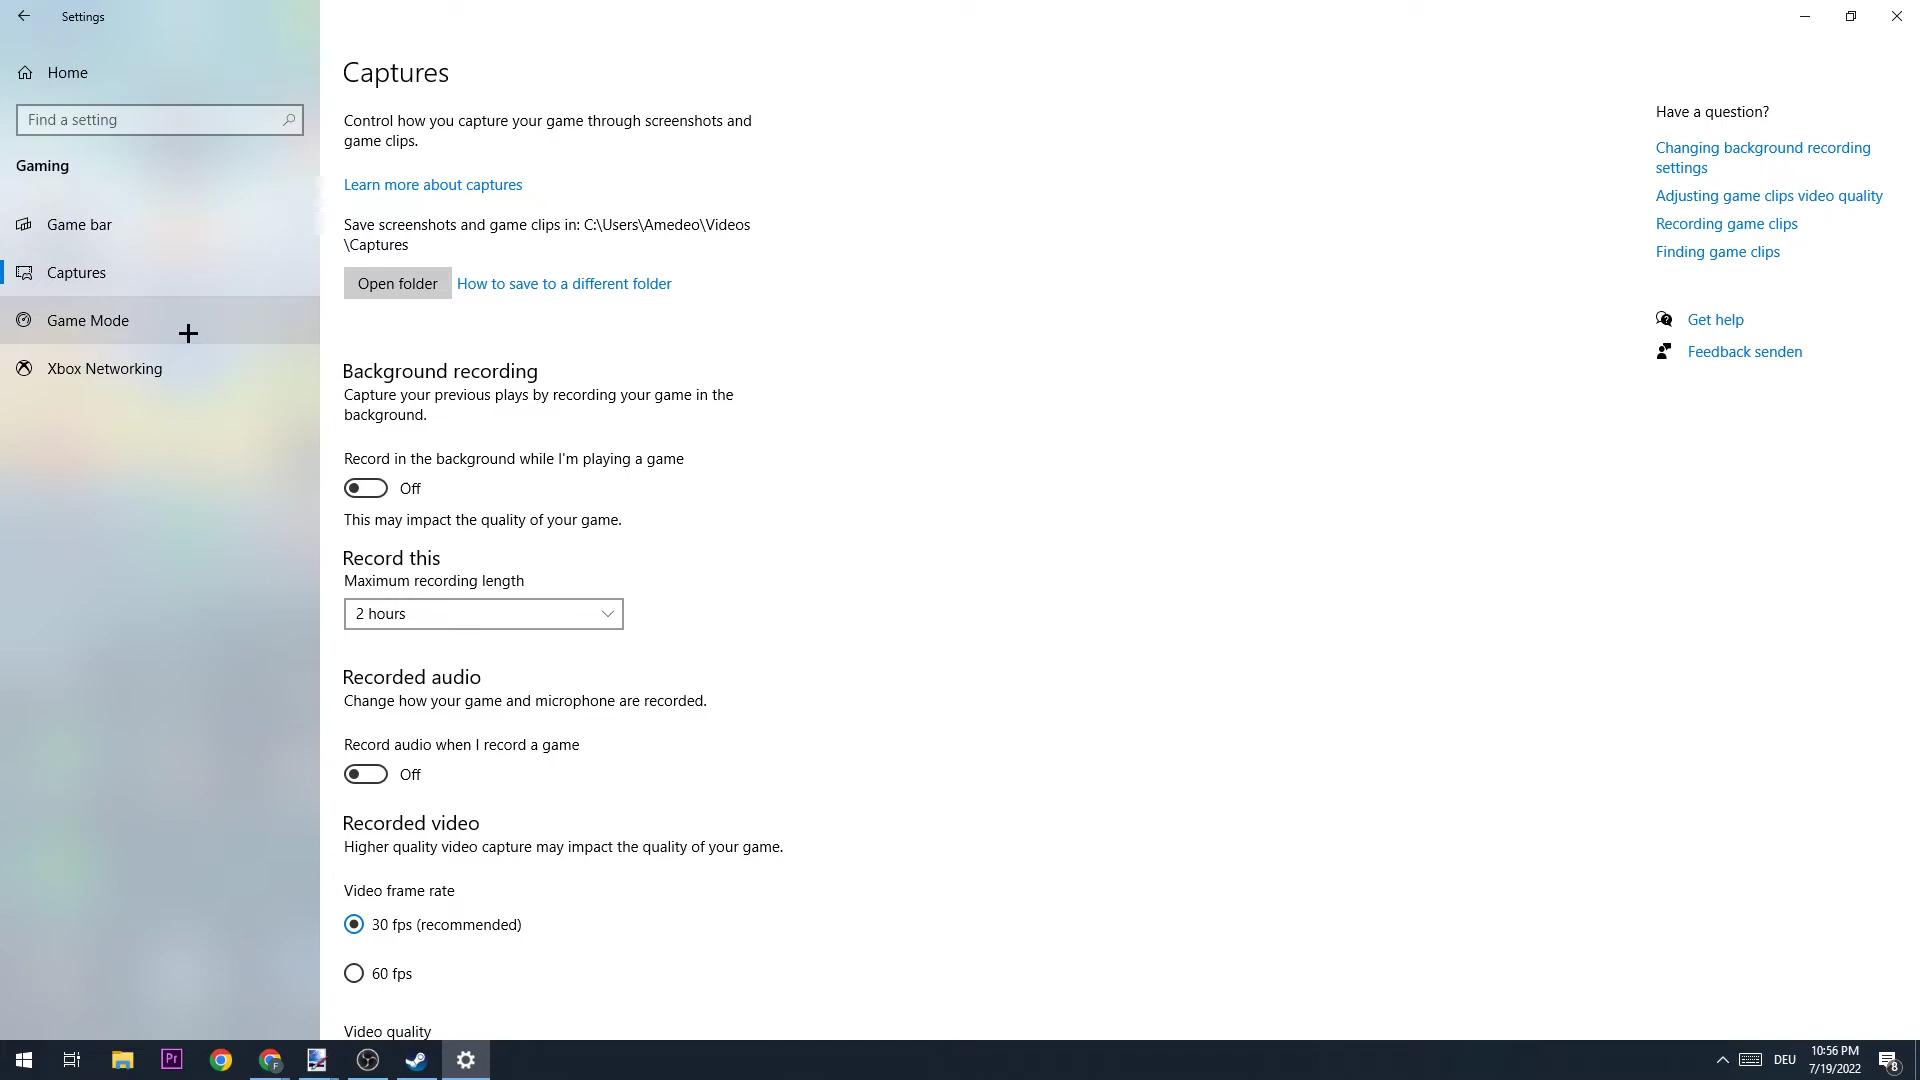 Settings
Home
Find a setting
Gaming
Game bar
Captures
Game Mode
Xbox Networking
Captures
Control how you capture your game through screenshots and
game clips.
Learn more about captures
Save screenshots and game clips in: C:\Users\Amedeo\Videos
\Captures
Open folder
How to save to a different folder
Background recording
Capture your previous plays by recording your game in the
background.
Record in the background while I'm playing a game
Off
This may impact the quality of your game.
Record this
Maximum recording length
2 hours
Recorded audio
Change how your game and microphone are recorded.
Record audio when I record a game
Off
Recorded video
Higher quality video capture may impact the quality of your game.
Video frame rate
30 fps (recommended)
60 fps
Video quality
Have a question?
Changing background recording
settings
Adjusting game clips video quality
Recording game clips
Finding game clips
Get help
Feedback senden
Pr
F
DEU
10:56 PM
7/19/2022
8